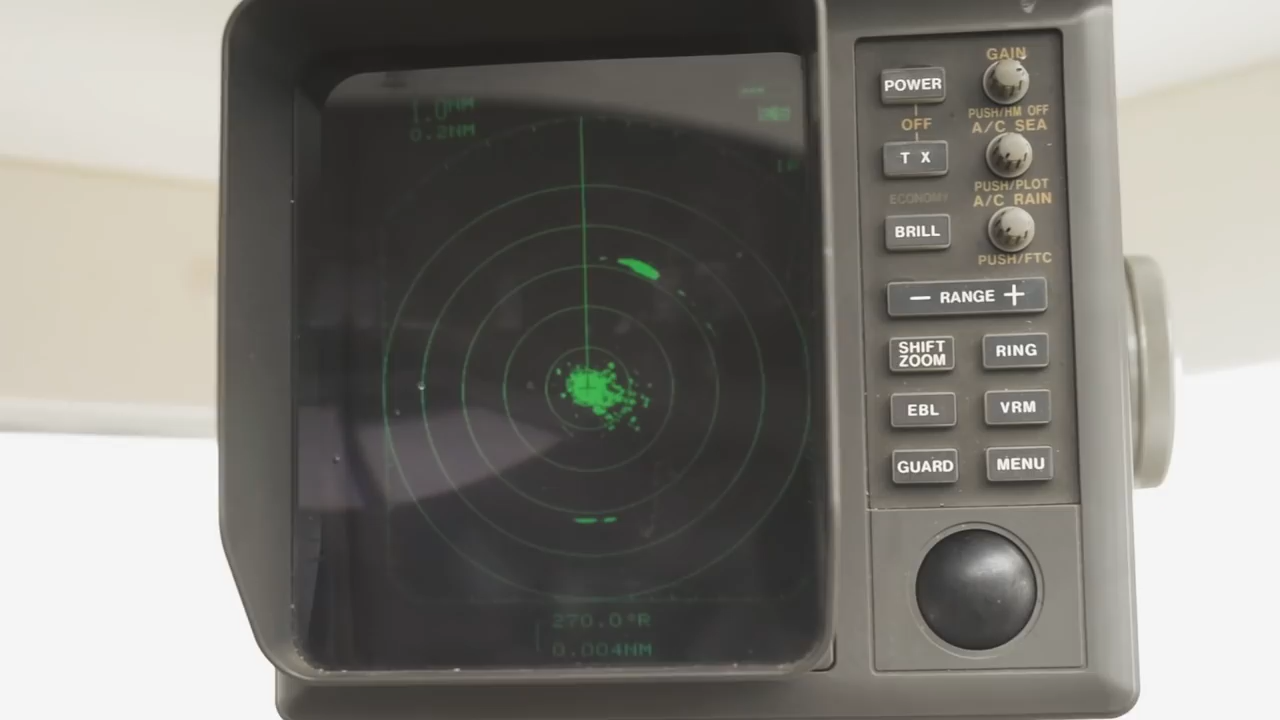 1.0NM
0.2NM
270.0°R
0.004NM
POWER
OFF
T X
ECONOMY
BRILL
GAIN
PUSH/HM OFF
A/C SEA
PUSH/PLOT
A/C RAIN
PUSH/FTC
− RANGE +
SHIFT
ZOOM
RING
EBL
VRM
GUARD
MENU